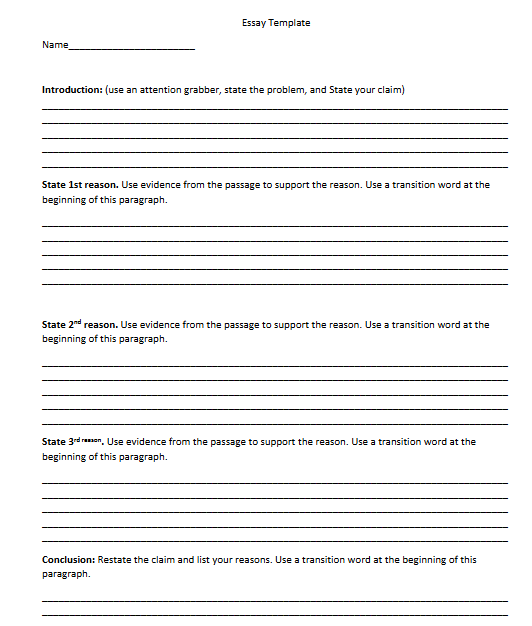 Essay Template
Name______________________
Introduction: (use an attention grabber, state the problem, and State your claim)
State 1st reason. Use evidence from the passage to support the reason. Use a transition word at the
beginning of this paragraph.
State 2nd reason. Use evidence from the passage to support the reason. Use a transition word at the
beginning of this paragraph.
State 3rd reason. Use evidence from the passage to support the reason. Use a transition word at the
beginning of this paragraph.
Conclusion: Restate the claim and list your reasons. Use a transition word at the beginning of this
paragraph.